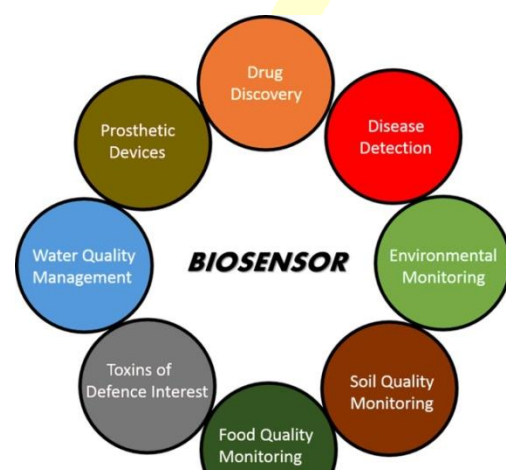 Drug
Discovery
Disease
Detection
Environmental
Monitoring
Soil Quality
Monitoring
Food Quality
Monitoring
Toxins of
Defence Interest
Water Quality
Management
Prosthetic
Devices
BIOSENSOR